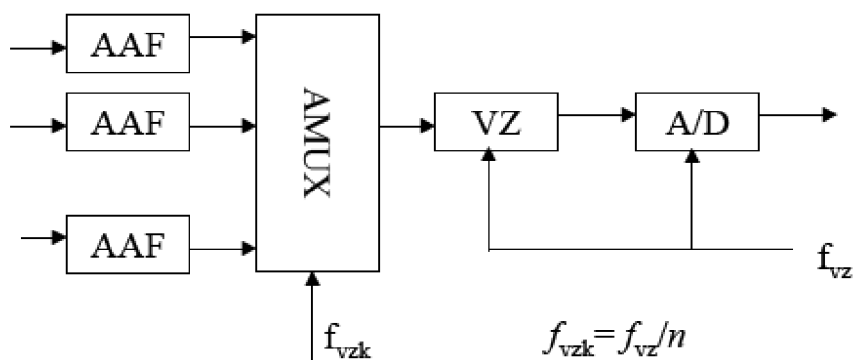 AAF
AAF
AAF
AMUX
VZ
A/D
f_vz
f_vzk
f_vzk = f_vz/n